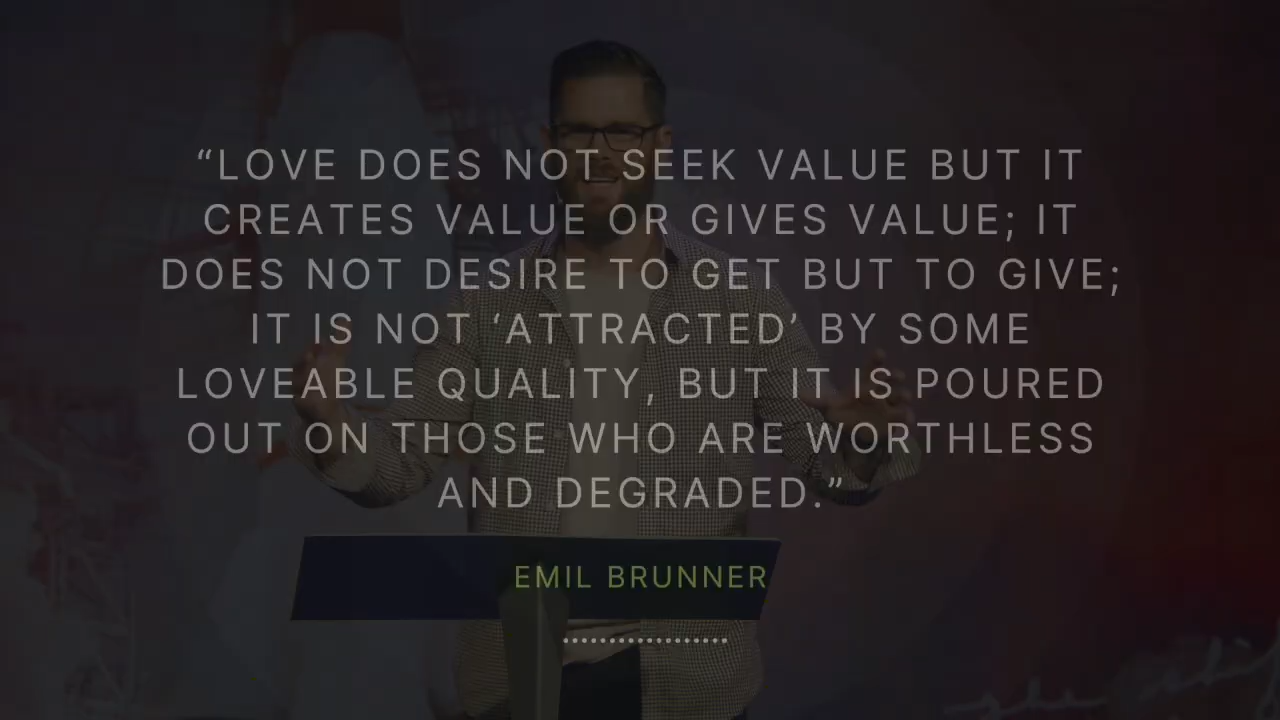 “LOVE DOES NOT SEEK VALUE BUT IT
CREATES VALUE OR GIVES VALUE; IT
DOES NOT DESIRE TO GET BUT TO GIVE;
IT IS NOT ‘ATTRACTED’ BY SOME
LOVEABLE QUALITY, BUT IT IS POURED
OUT ON THOSE WHO ARE WORTHLESS
AND DEGRADED.”
EMIL BRUNNER